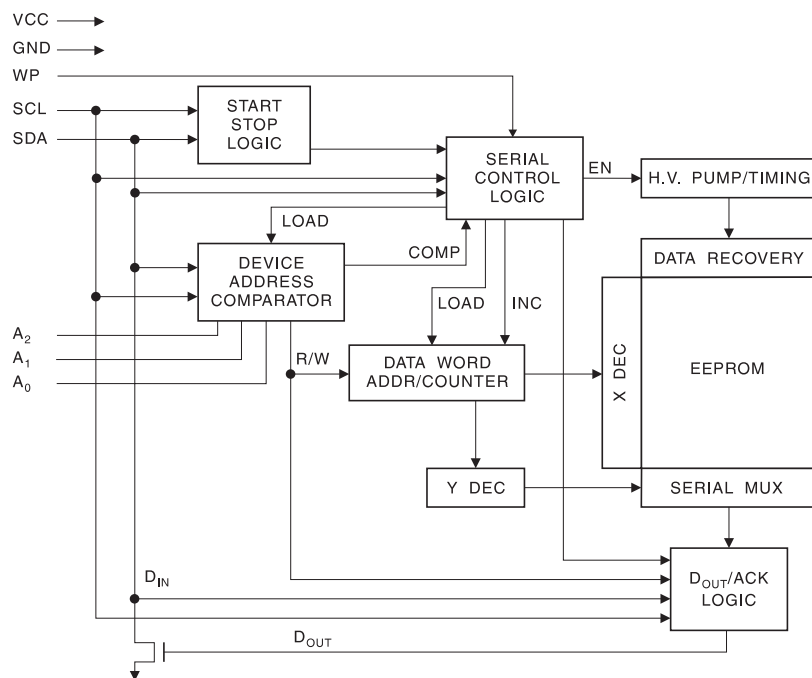 VCC
GND
WP
SCL
SDA
START
STOP
LOGIC
SERIAL
CONTROL
LOGIC
EN
H.V. PUMP/TIMING
LOAD
COMP
DEVICE
ADDRESS
COMPARATOR
DATA RECOVERY
LOAD
INC
A2
A1
A0
R/W
DATA WORD
ADDR/COUNTER
X DEC
EEPROM
Y DEC
SERIAL MUX
DIN
DOUT/ACK
LOGIC
DOUT